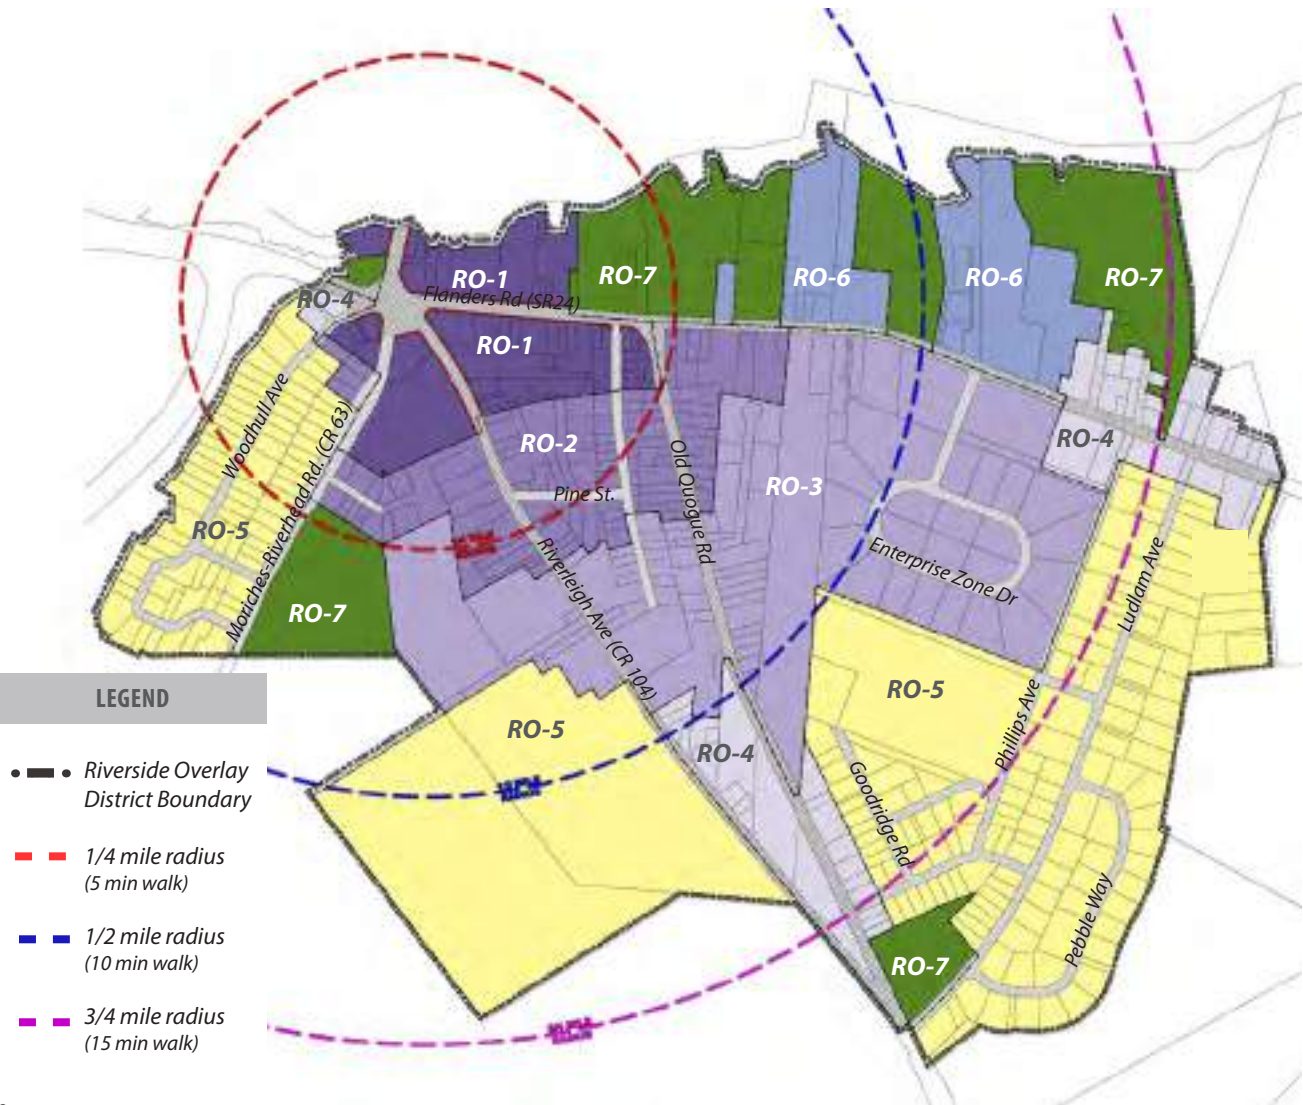 RO-1
RO-7
RO-6
RO-6
RO-7
RO-4
Flanders Rd (SR24)
RO-1
Woodhull Ave
RO-2
RO-4
Old Quogue Rd
RO-3
Pine St.
RO-5
Moriches-Riverhead Rd. (CR 63)
Riverleigh Ave (CR 104)
Enterprise Zone Dr
Ludlam Ave
RO-7
RO-5
Phillips Ave
RO-5
RO-4
Goodridge Rd
Pebble Way
RO-7
LEGEND
Riverside Overlay
District Boundary
1/4 mile radius
(5 min walk)
1/2 mile radius
(10 min walk)
3/4 mile radius
(15 min walk)